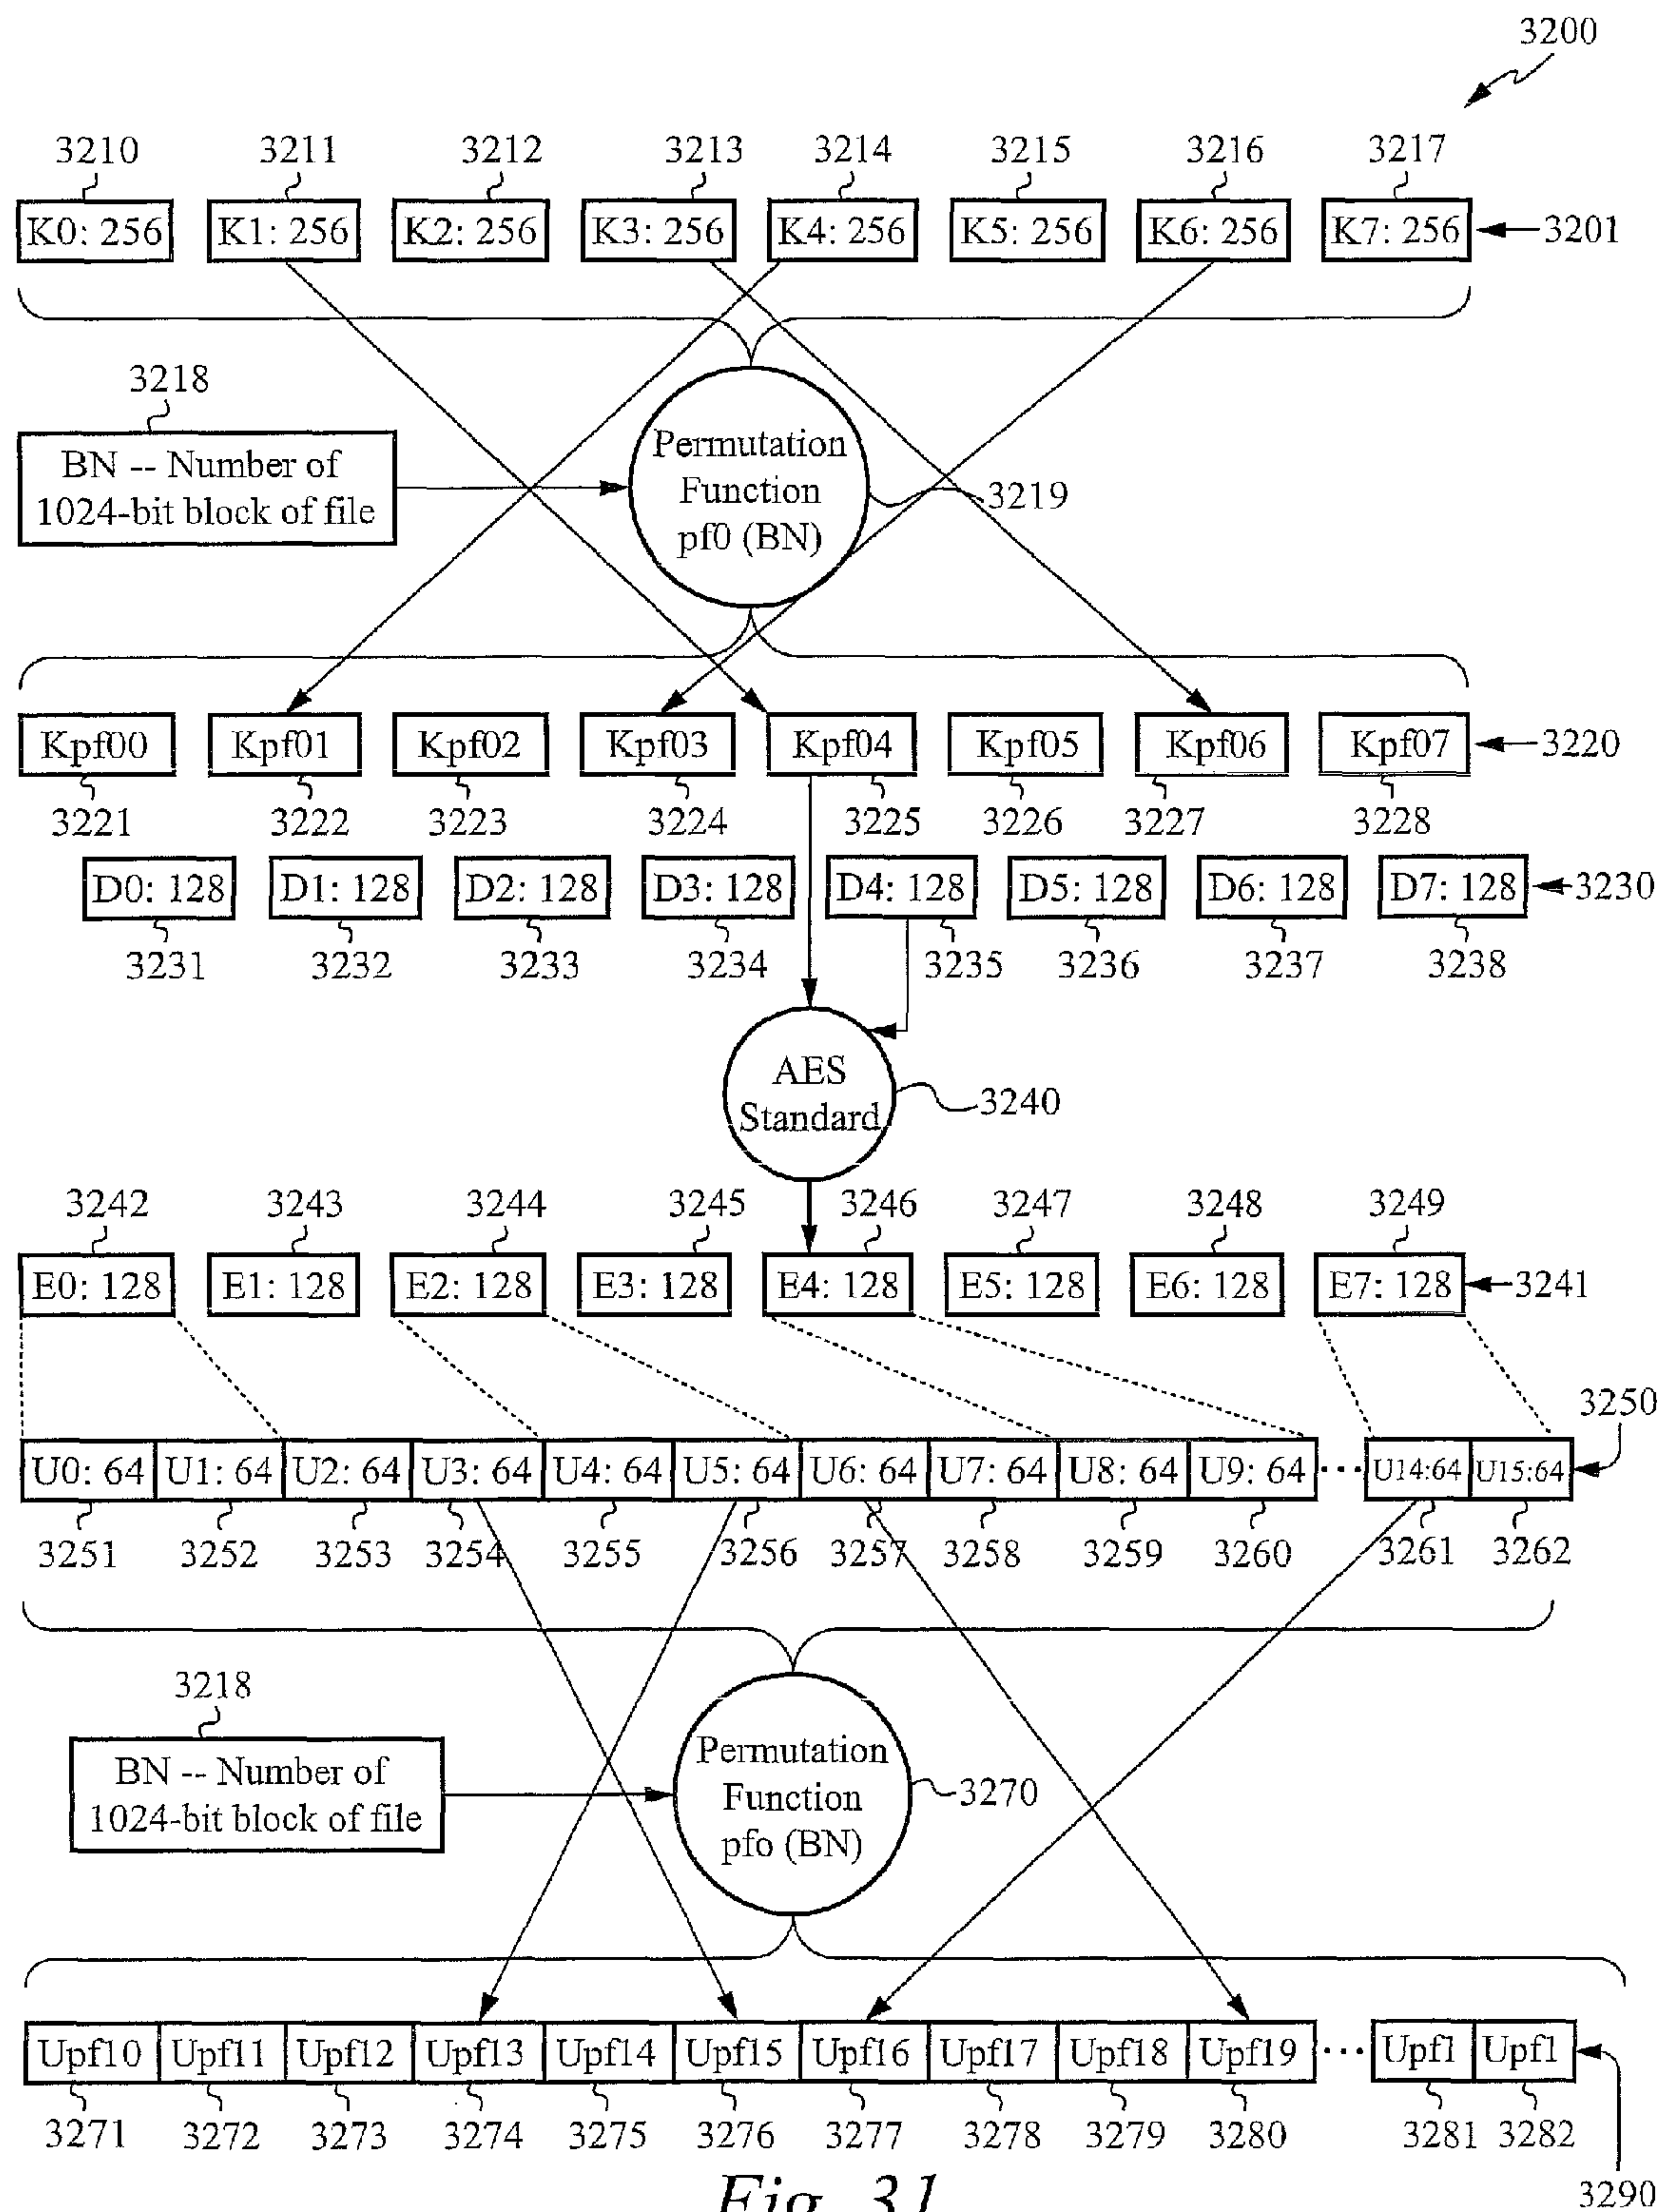 3200
3210 3211 3212 3213 3214 3215 3216 3217
K0: 256 K1: 256 K2: 256 K3: 256 K4: 256 K5: 256 K6: 256 K7: 256 3201
3218
BN -- Number of
1024-bit block of file
Permutation
Function
pf0 (BN)
3219
Kpf00 Kpf01 Kpf02 Kpf03 Kpf04 Kpf05 Kpf06 Kpf07 3220
3221 3222 3223 3224 3225 3226 3227 3228
D0: 128 D1: 128 D2: 128 D3: 128 D4: 128 D5: 128 D6: 128 D7: 128 3230
3231 3232 3233 3234 3235 3236 3237 3238
AES
Standard
3240
3242 3243 3244 3245 3246 3247 3248 3249
E0: 128 E1: 128 E2: 128 E3: 128 E4: 128 E5: 128 E6: 128 E7: 128 3241
3250
U0: 64 U1: 64 U2: 64 U3: 64 U4: 64 U5: 64 U6: 64 U7: 64 U8: 64 U9: 64 ... U14:64 U15:64
3251 3252 3253 3254 3255 3256 3257 3258 3259 3260 3261 3262
3218
BN -- Number of
1024-bit block of file
Permutation
Function
pfo (BN)
3270
Upf10 Upf11 Upf12 Upf13 Upf14 Upf15 Upf16 Upf17 Upf18 Upf19 ... Upf1 Upf1
3271 3272 3273 3274 3275 3276 3277 3278 3279 3280 3281 3282
3290
Fig. 31